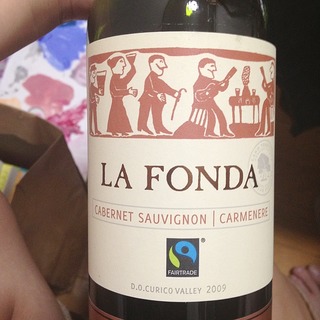 LA FONDA
CABERNET SAUVIGNON | CARMENERE
FAIRTRADE
D.O.CURICO VALLEY 2009